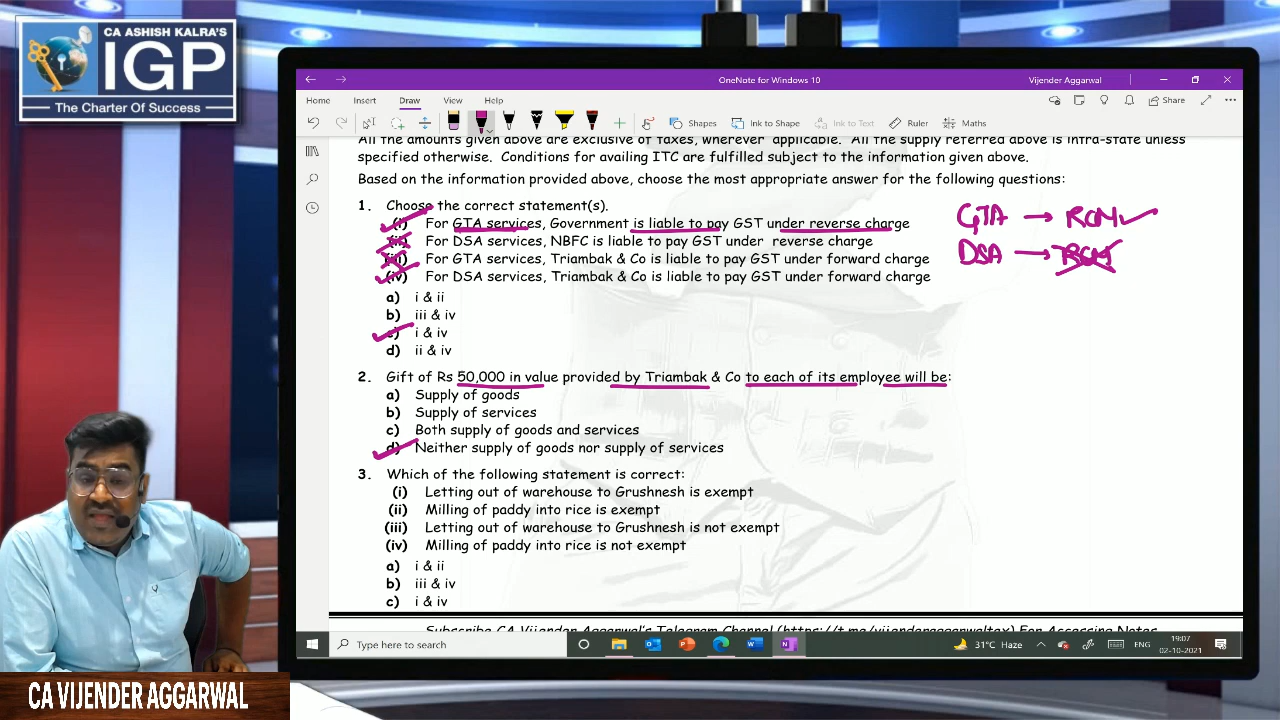 CA ASHISH KALRA'S
IGP
The Charter Of Success
OneNote for Windows 10
Vijender Aggarwal
Home Insert Draw View Help
Share
Shapes Ink to Shape Ink to Text Ruler Maths
All the amounts given above are exclusive of taxes, wherever applicable. All the supply referred above is intra-state unless
specified otherwise. Conditions for availing ITC are fulfilled subject to the information given above.
Based on the information provided above, choose the most appropriate answer for the following questions:
1. Choose the correct statement(s).
(i) For GTA services, Government is liable to pay GST under reverse charge
(ii) For DSA services, NBFC is liable to pay GST under reverse charge
(iii) For GTA services, Triambak & Co is liable to pay GST under forward charge
(iv) For DSA services, Triambak & Co is liable to pay GST under forward charge
GTA → RCM
DSA → RCM
a) i & ii
b) iii & iv
c) i & iv
d) ii & iv
2. Gift of Rs 50,000 in value provided by Triambak & Co to each of its employee will be:
a) Supply of goods
b) Supply of services
c) Both supply of goods and services
d) Neither supply of goods nor supply of services
3. Which of the following statement is correct:
(i) Letting out of warehouse to Grushnesh is exempt
(ii) Milling of paddy into rice is exempt
(iii) Letting out of warehouse to Grushnesh is not exempt
(iv) Milling of paddy into rice is not exempt
a) i & ii
b) iii & iv
c) i & iv
Subscribe CA Vijender Aggarwal's Telegram Channel (https://t.me/vijenderaggarwaltax) For Accessing Notes
Type here to search
31°C Haze
ENG
19:07
02-10-2021
CA VIJENDER AGGARWAL